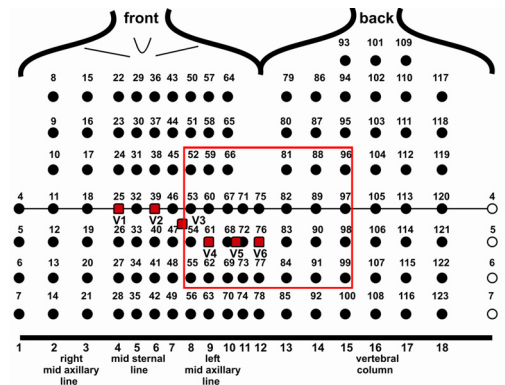 front back
93 101 109
8 15 22 29 36 43 50 57 64 79 86 94 102 110 117
9 16 23 30 37 44 51 58 65 80 87 95 103 111 118
10 17 24 31 38 45 52 59 66 81 88 96 104 112 119
4 11 18 25 32 39 46 53 60 67 71 75 82 89 97 105 113 120 4
V1 V2 V3
5 12 19 26 33 40 47 54 61 68 72 76 83 90 98 106 114 121 5
V4 V5 V6
6 13 20 27 34 41 48 55 62 69 73 77 84 91 99 107 115 122 6
7 14 21 28 35 42 49 56 63 70 74 78 85 92 100 108 116 123 7
1 2 3 4 5 6 7 8 9 10 11 12 13 14 15 16 17 18
right mid sternal left vertebral
mid axillary line mid axillary column
line line